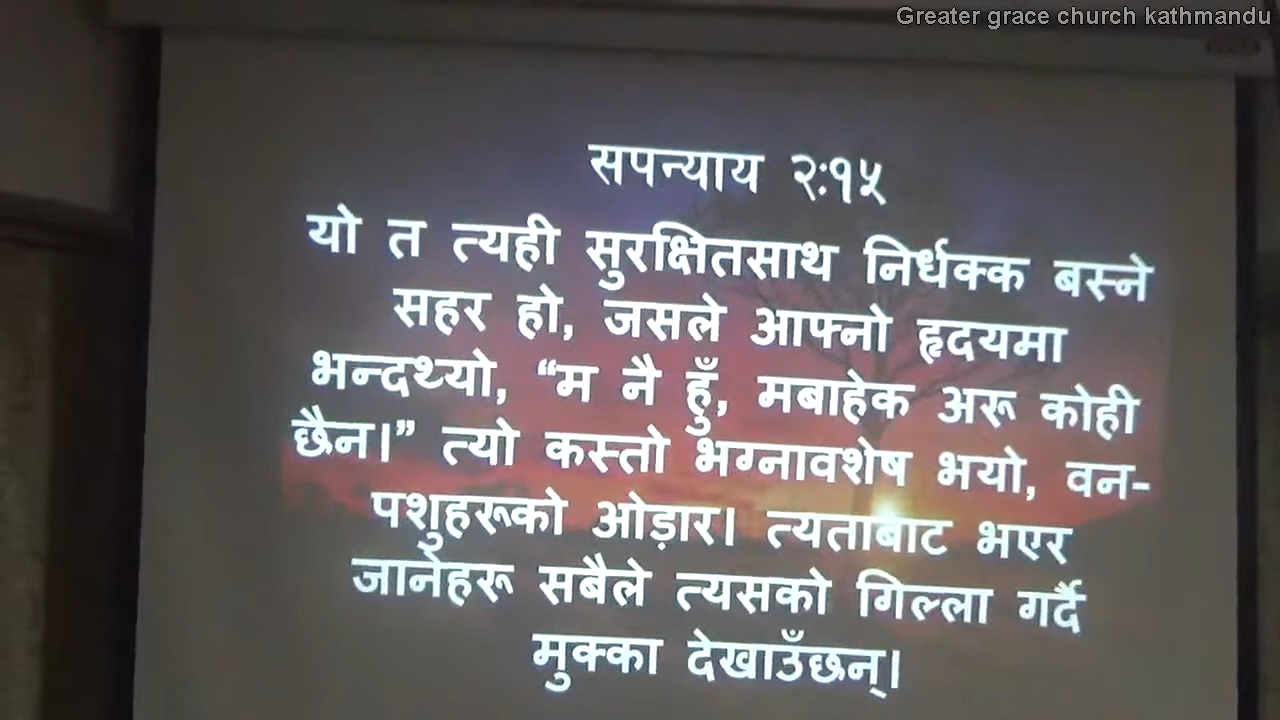 Greater grace church kathmandu
सपन्याय २:१५
यो त त्यही सुरक्षितसाथ निर्धक्क बस्ने
सहर हो, जसले आफ्नो हृदयमा
भन्दथ्यो, “म नै हुँ, मबाहेक अरू कोही
छैन।” त्यो कस्तो भग्नावशेष भयो, वन-
पशुहरूको ओड़ार। त्यताबाट भएर
जानेहरू सबैले त्यसको गिल्ला गर्दै
मुक्का देखाउँछन्।